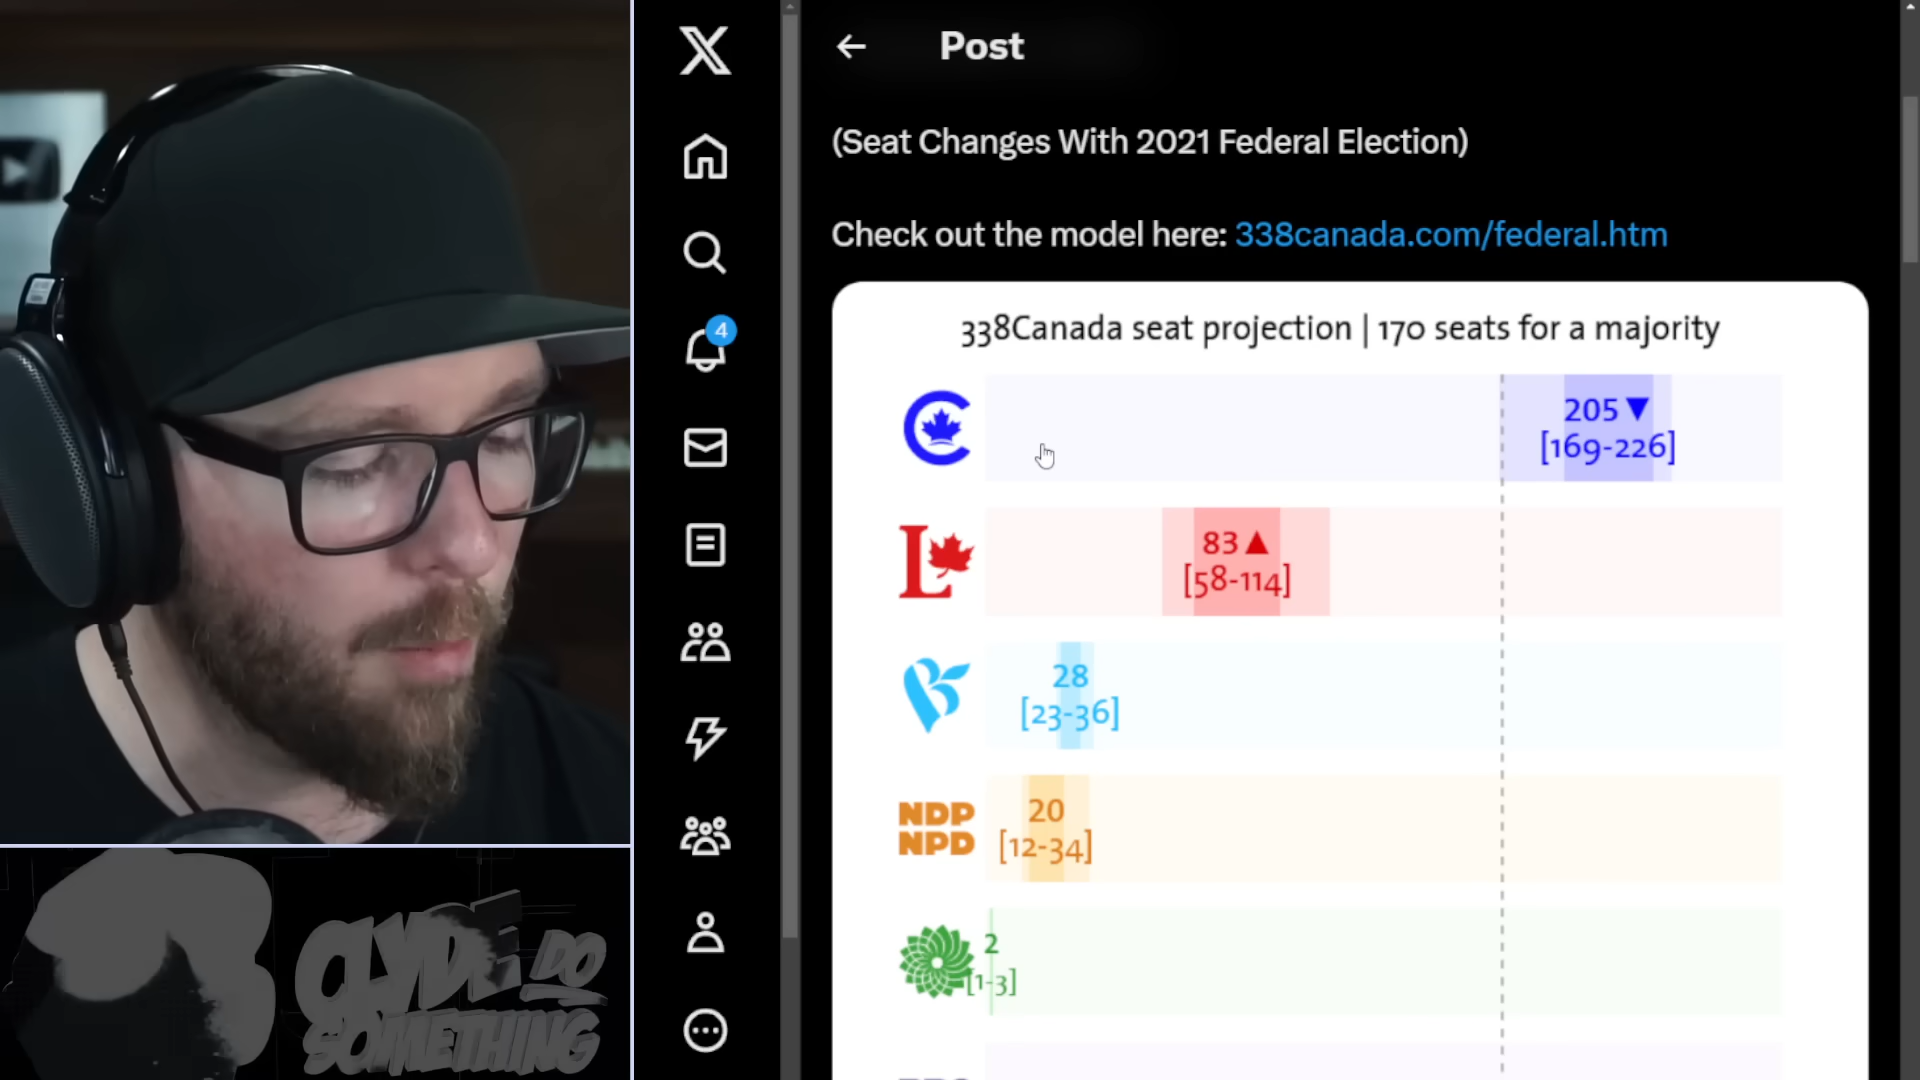 Post
(Seat Changes With 2021 Federal Election)
Check out the model here: 338canada.com/federal.htm
4
338Canada seat projection | 170 seats for a majority
205▼
[169-226]
L
83▲
[58-114]
28
[23-36]
NDP
NPD
20
[12-34]
2
[1-3]
CLYDE DO
SOMETHING